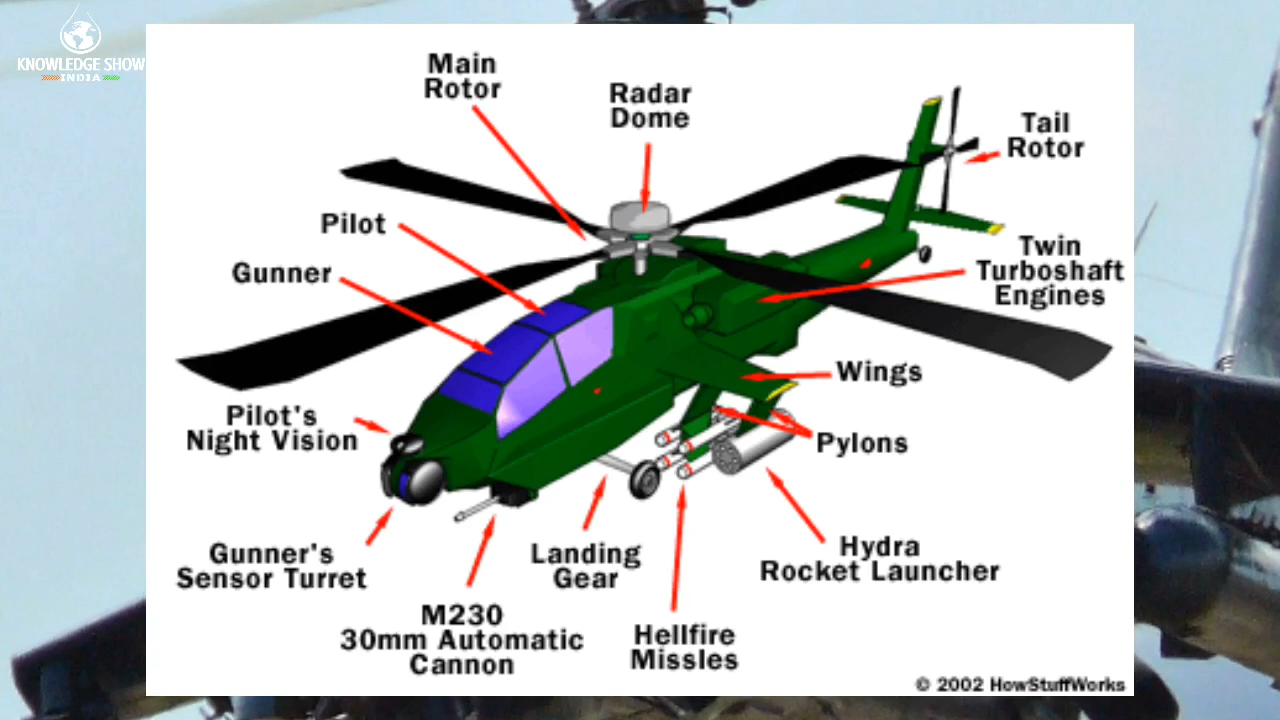 KNOWLEDGE SHOW
INDIA
Main
Rotor
Radar
Dome
Tail
Rotor
Pilot
Gunner
Twin
Turboshaft
Engines
Wings
Pilot's
Night Vision
Pylons
Gunner's
Sensor Turret
Landing
Gear
Hydra
Rocket Launcher
M230
30mm Automatic
Cannon
Hellfire
Missles
© 2002 HowStuffWorks